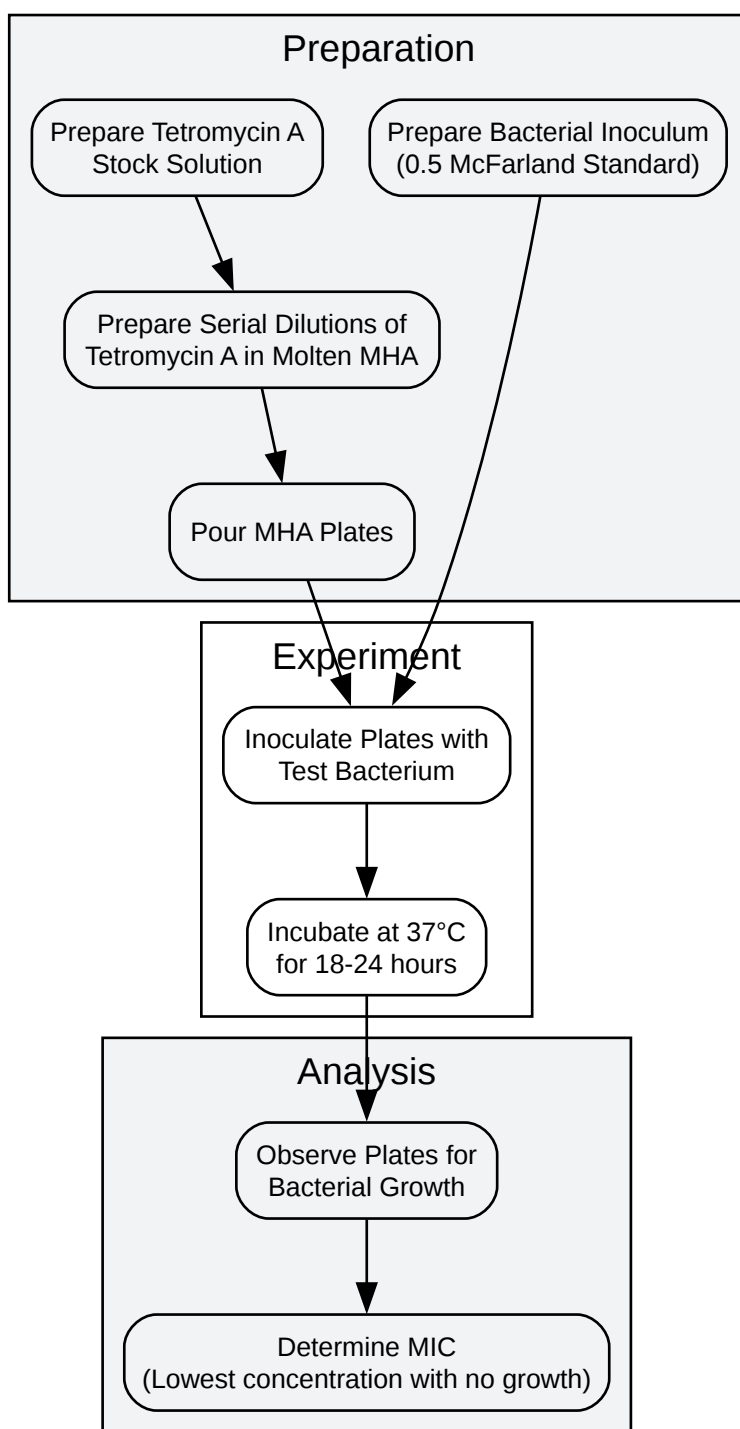 Preparation
Prepare Tetromycin A
Stock Solution
Prepare Bacterial Inoculum
(0.5 McFarland Standard)
Prepare Serial Dilutions of
Tetromycin A in Molten MHA
Pour MHA Plates
Experiment
Inoculate Plates with
Test Bacterium
Incubate at 37°C
for 18-24 hours
Analysis
Observe Plates for
Bacterial Growth
Determine MIC
(Lowest concentration with no growth)